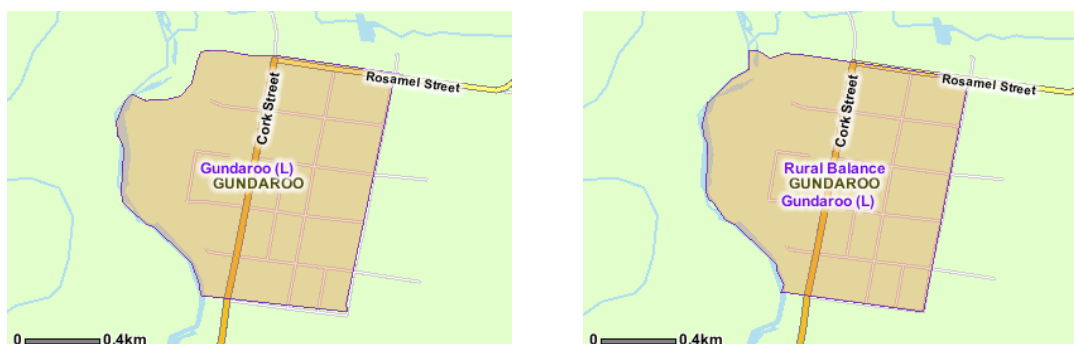 Cork Street
Rosamel Street
Gundaroo (L)
GUNDAROO
0 0.4km
Cork Street
Rosamel Street
Rural Balance
GUNDAROO
Gundaroo (L)
0 0.4km